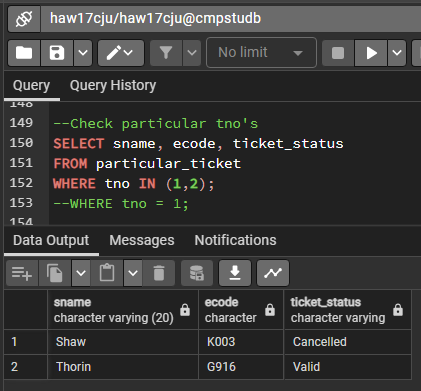 haw17cju/haw17cju@cmpstudb
No limit
Query Query History
148
149 --Check particular tno's
150 SELECT sname, ecode, ticket_status
151 FROM particular_ticket
152 WHERE tno IN (1,2);
153 --WHERE tno = 1;
154
Data Output Messages Notifications
sname ecode ticket_status
character varying (20) character character varying
1 Shaw K003 Cancelled
2 Thorin G916 Valid